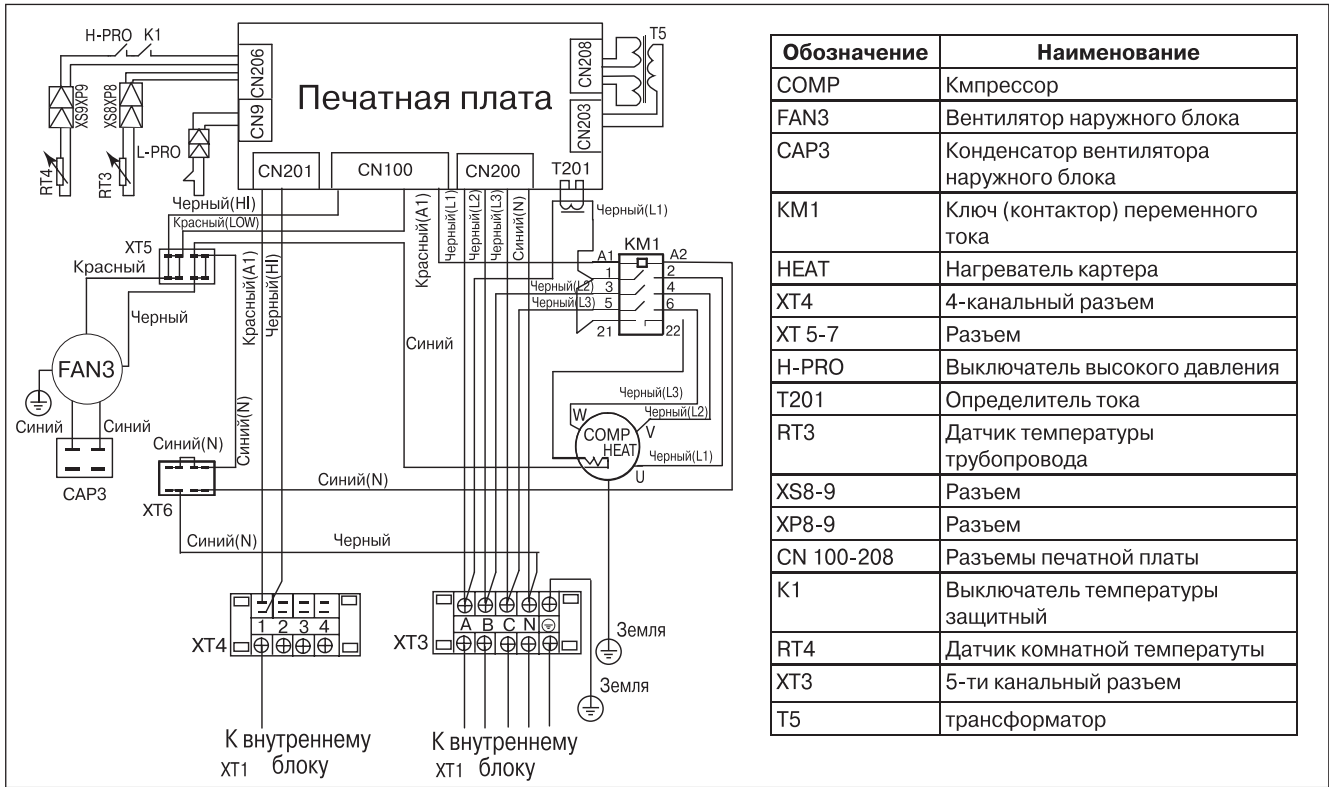 H-PRO K1
CN206
CN9
Печатная плата
CN208
CN203
T5
XS9XP9
XS8XP8
RT4
RT3
L-PRO
CN201
CN100
CN200
T201
Черный(HI)
Красный(LOW)
XT5
Красный
Черный
FAN3
Синий
Синий
CAP3
Синий(N)
XT6
Синий(N)
Красный(A1)
Черный(HI)
Красный(A1)
Черный(L1)
Черный(L2)
Черный(L3)
Синий(N)
Черный(L1)
KM1
A1 A2
1 2
Черный(L2) 3 4
Черный(L3) 5 6
21 22
Синий
Черный(L3)
W Черный(L2)
V
COMP
HEAT
Черный(L1)
U
Синий(N)
Синий(N) Черный
1 2 3 4
XT4
A B C N
XT3
Земля
Земля
К внутреннему
XT1 блоку
К внутреннему
XT1 блоку
Обозначение Наименование
COMP Кмпрессор
FAN3 Вентилятор наружного блока
CAP3 Конденсатор вентилятора
наружного блока
KM1 Ключ (контактор) переменного
тока
HEAT Нагреватель картера
XT4 4-канальный разъем
XT 5-7 Разъем
H-PRO Выключатель высокого давления
T201 Определитель тока
RT3 Датчик температуры
трубопровода
XS8-9 Разъем
XP8-9 Разъем
CN 100-208 Разъемы печатной платы
K1 Выключатель температуры
защитный
RT4 Датчик комнатной температуты
XT3 5-ти канальный разъем
T5 трансформатор